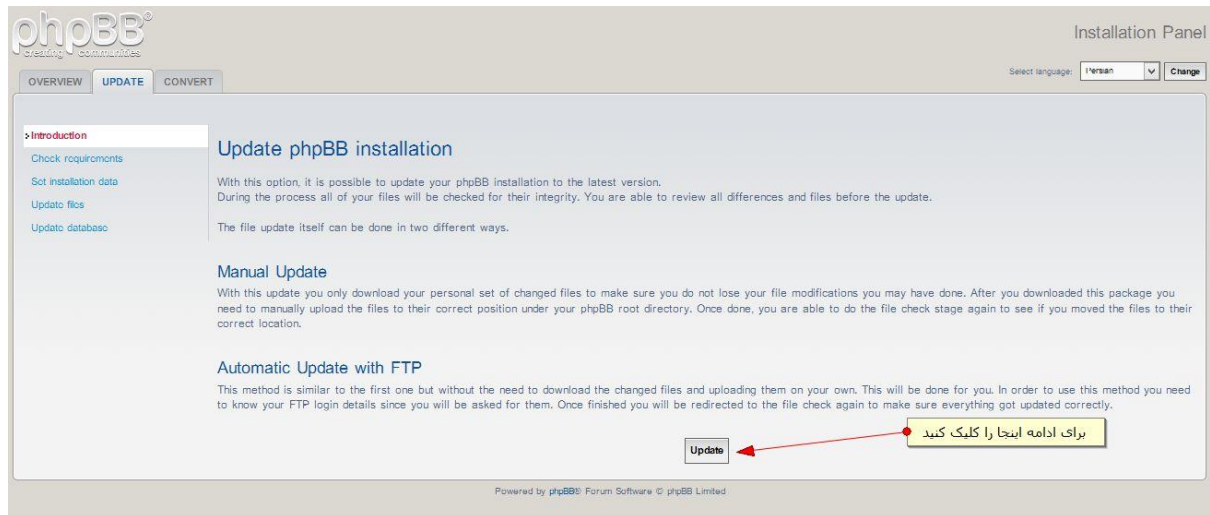 phpBB®
creating communities
Installation Panel
Select language: Persian Change
OVERVIEW UPDATE CONVERT
Introduction
Check requirements
Set installation data
Update files
Update database
Update phpBB installation
With this option, it is possible to update your phpBB installation to the latest version.
During the process all of your files will be checked for their integrity. You are able to review all differences and files before the update.
The file update itself can be done in two different ways.
Manual Update
With this update you only download your personal set of changed files to make sure you do not lose your file modifications you may have done. After you downloaded this package you
need to manually upload the files to their correct position under your phpBB root directory. Once done, you are able to do the file check stage again to see if you moved the files to their
correct location.
Automatic Update with FTP
This method is similar to the first one but without the need to download the changed files and uploading them on your own. This will be done for you. In order to use this method you need
to know your FTP login details since you will be asked for them. Once finished you will be redirected to the file check again to make sure everything got updated correctly.
برای ادامه اینجا را کلیک کنید
Update
Powered by phpBB® Forum Software © phpBB Limited